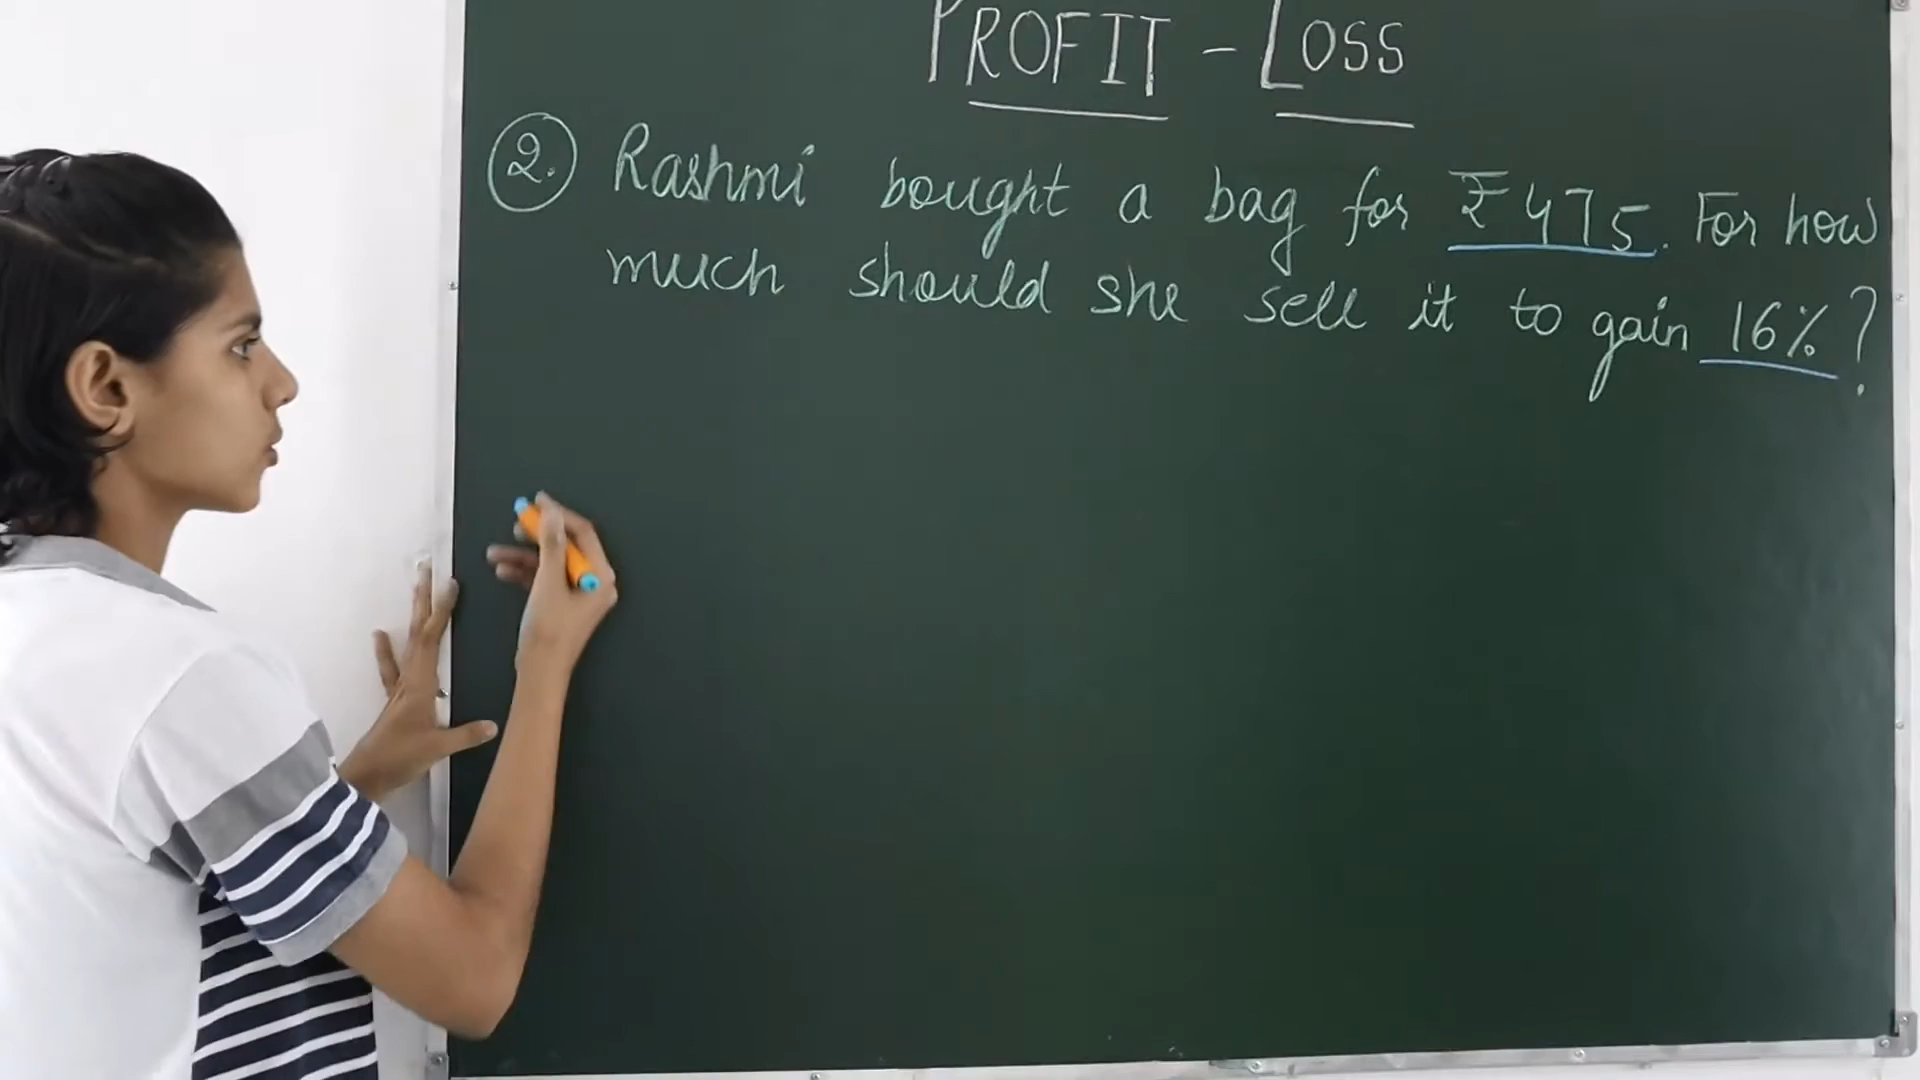 PROFIT - LOSS
2. Rashmi bought a bag for ₹475. For how
much should she sell it to gain 16%?